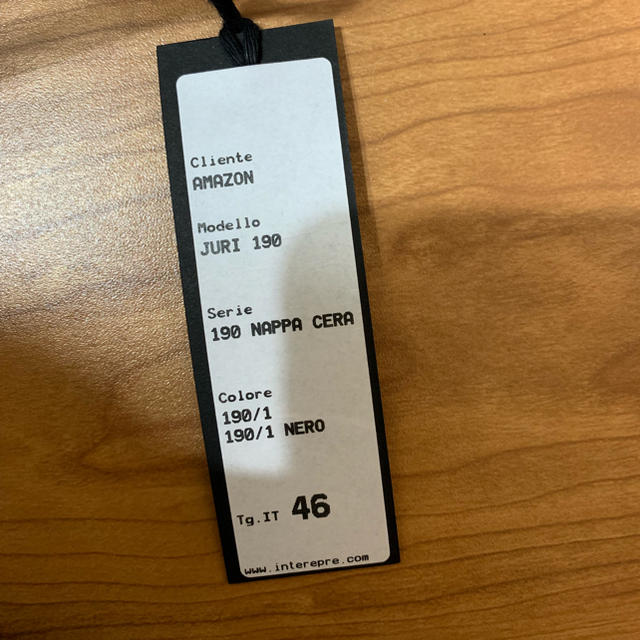 Cliente
AMAZON
Modello
JURI 190
Serie
190 NAPPA CERA
Colore
190/1
190/1 NERO
Tg.IT 46
www.interepre.com